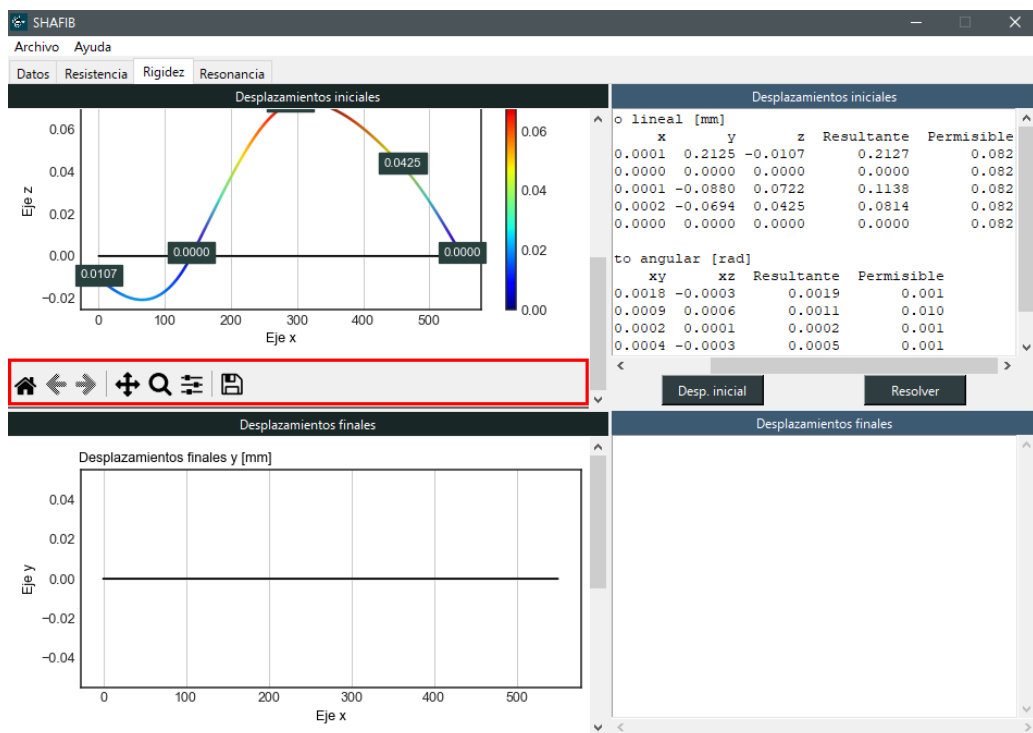 SHAFIB
Archivo Ayuda
Datos Resistencia Rigidez Resonancia
Desplazamientos iniciales
0.06
0.04
0.02
0.00
−0.02
Eje z
0.0107
0.0000
0.0425
0.0000
0 100 200 300 400 500
Eje x
0.06
0.04
0.02
0.00
Desplazamientos iniciales
o lineal [mm]
x y z Resultante Permisible
0.0001 0.2125 -0.0107 0.2127 0.082
0.0000 0.0000 0.0000 0.0000 0.082
0.0001 -0.0880 0.0722 0.1138 0.082
0.0002 -0.0694 0.0425 0.0814 0.082
0.0000 0.0000 0.0000 0.0000 0.082
to angular [rad]
xy xz Resultante Permisible
0.0018 -0.0003 0.0019 0.001
0.0009 0.0006 0.0011 0.010
0.0002 0.0001 0.0002 0.001
0.0004 -0.0003 0.0005 0.001
Desp. inicial Resolver
Desplazamientos finales
Desplazamientos finales y [mm]
0.04
0.02
0.00
−0.02
−0.04
Eje y
0 100 200 300 400 500
Eje x
Desplazamientos finales